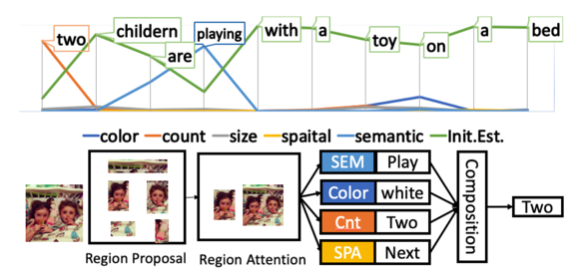 two childern are playing with a toy on a bed
color count size spaital semantic Init.Est.
SEM Play
Color white
Cnt Two
SPA Next
Composition
Two
Region Proposal
Region Attention